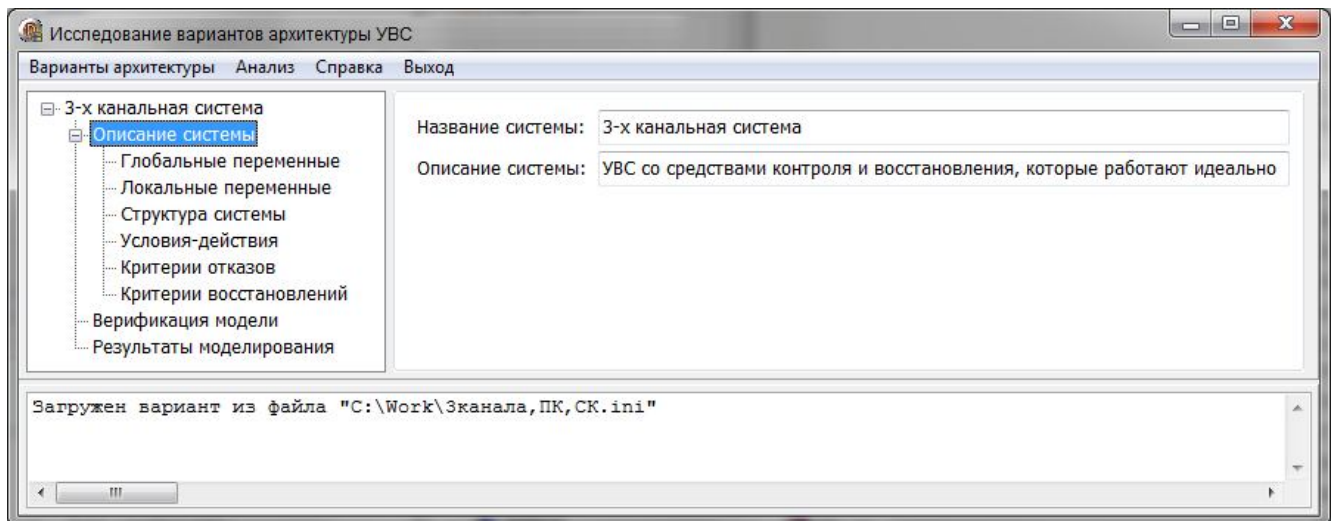 Исследование вариантов архитектуры УВС
Варианты архитектуры Анализ Справка Выход
3-х канальная система
Описание системы
Глобальные переменные
Локальные переменные
Структура системы
Условия-действия
Критерии отказов
Критерии восстановлений
Верификация модели
Результаты моделирования
Название системы: 3-х канальная система
Описание системы: УВС со средствами контроля и восстановления, которые работают идеально
Загружен вариант из файла "C:\Work\3канала,ПК,СК.ini"